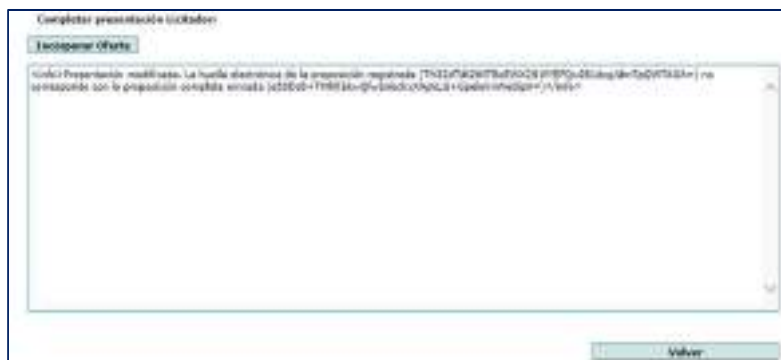 Completar presentación licitador
Incorporar Oferta
<info>Presentación modificada. La huella electrónica de la proposición registrada no
corresponde con la proposición completa enviada </info>
Volver